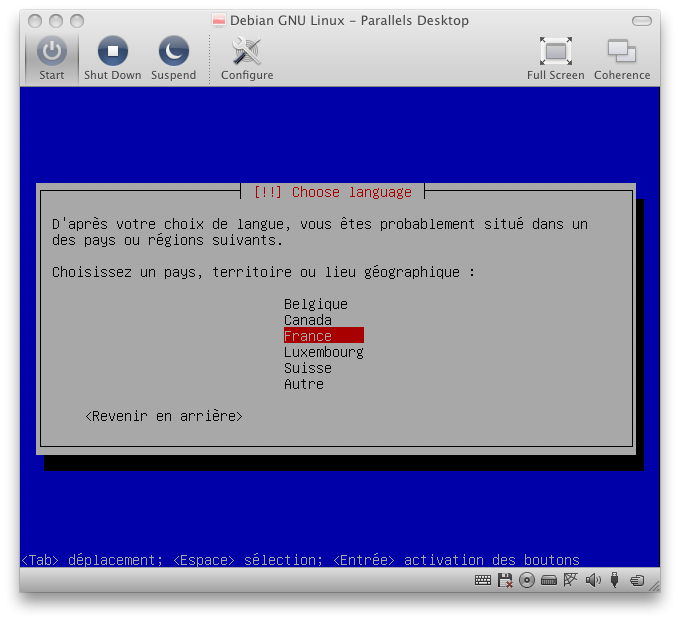 Debian GNU Linux – Parallels Desktop
Start
Shut Down
Suspend
Configure
Full Screen
Coherence
[!!] Choose language
D'après votre choix de langue, vous êtes probablement situé dans un
des pays ou régions suivants.
Choisissez un pays, territoire ou lieu géographique :
Belgique
Canada
France
Luxembourg
Suisse
Autre
<Revenir en arrière>
<Tab> déplacement; <Espace> sélection; <Entrée> activation des boutons